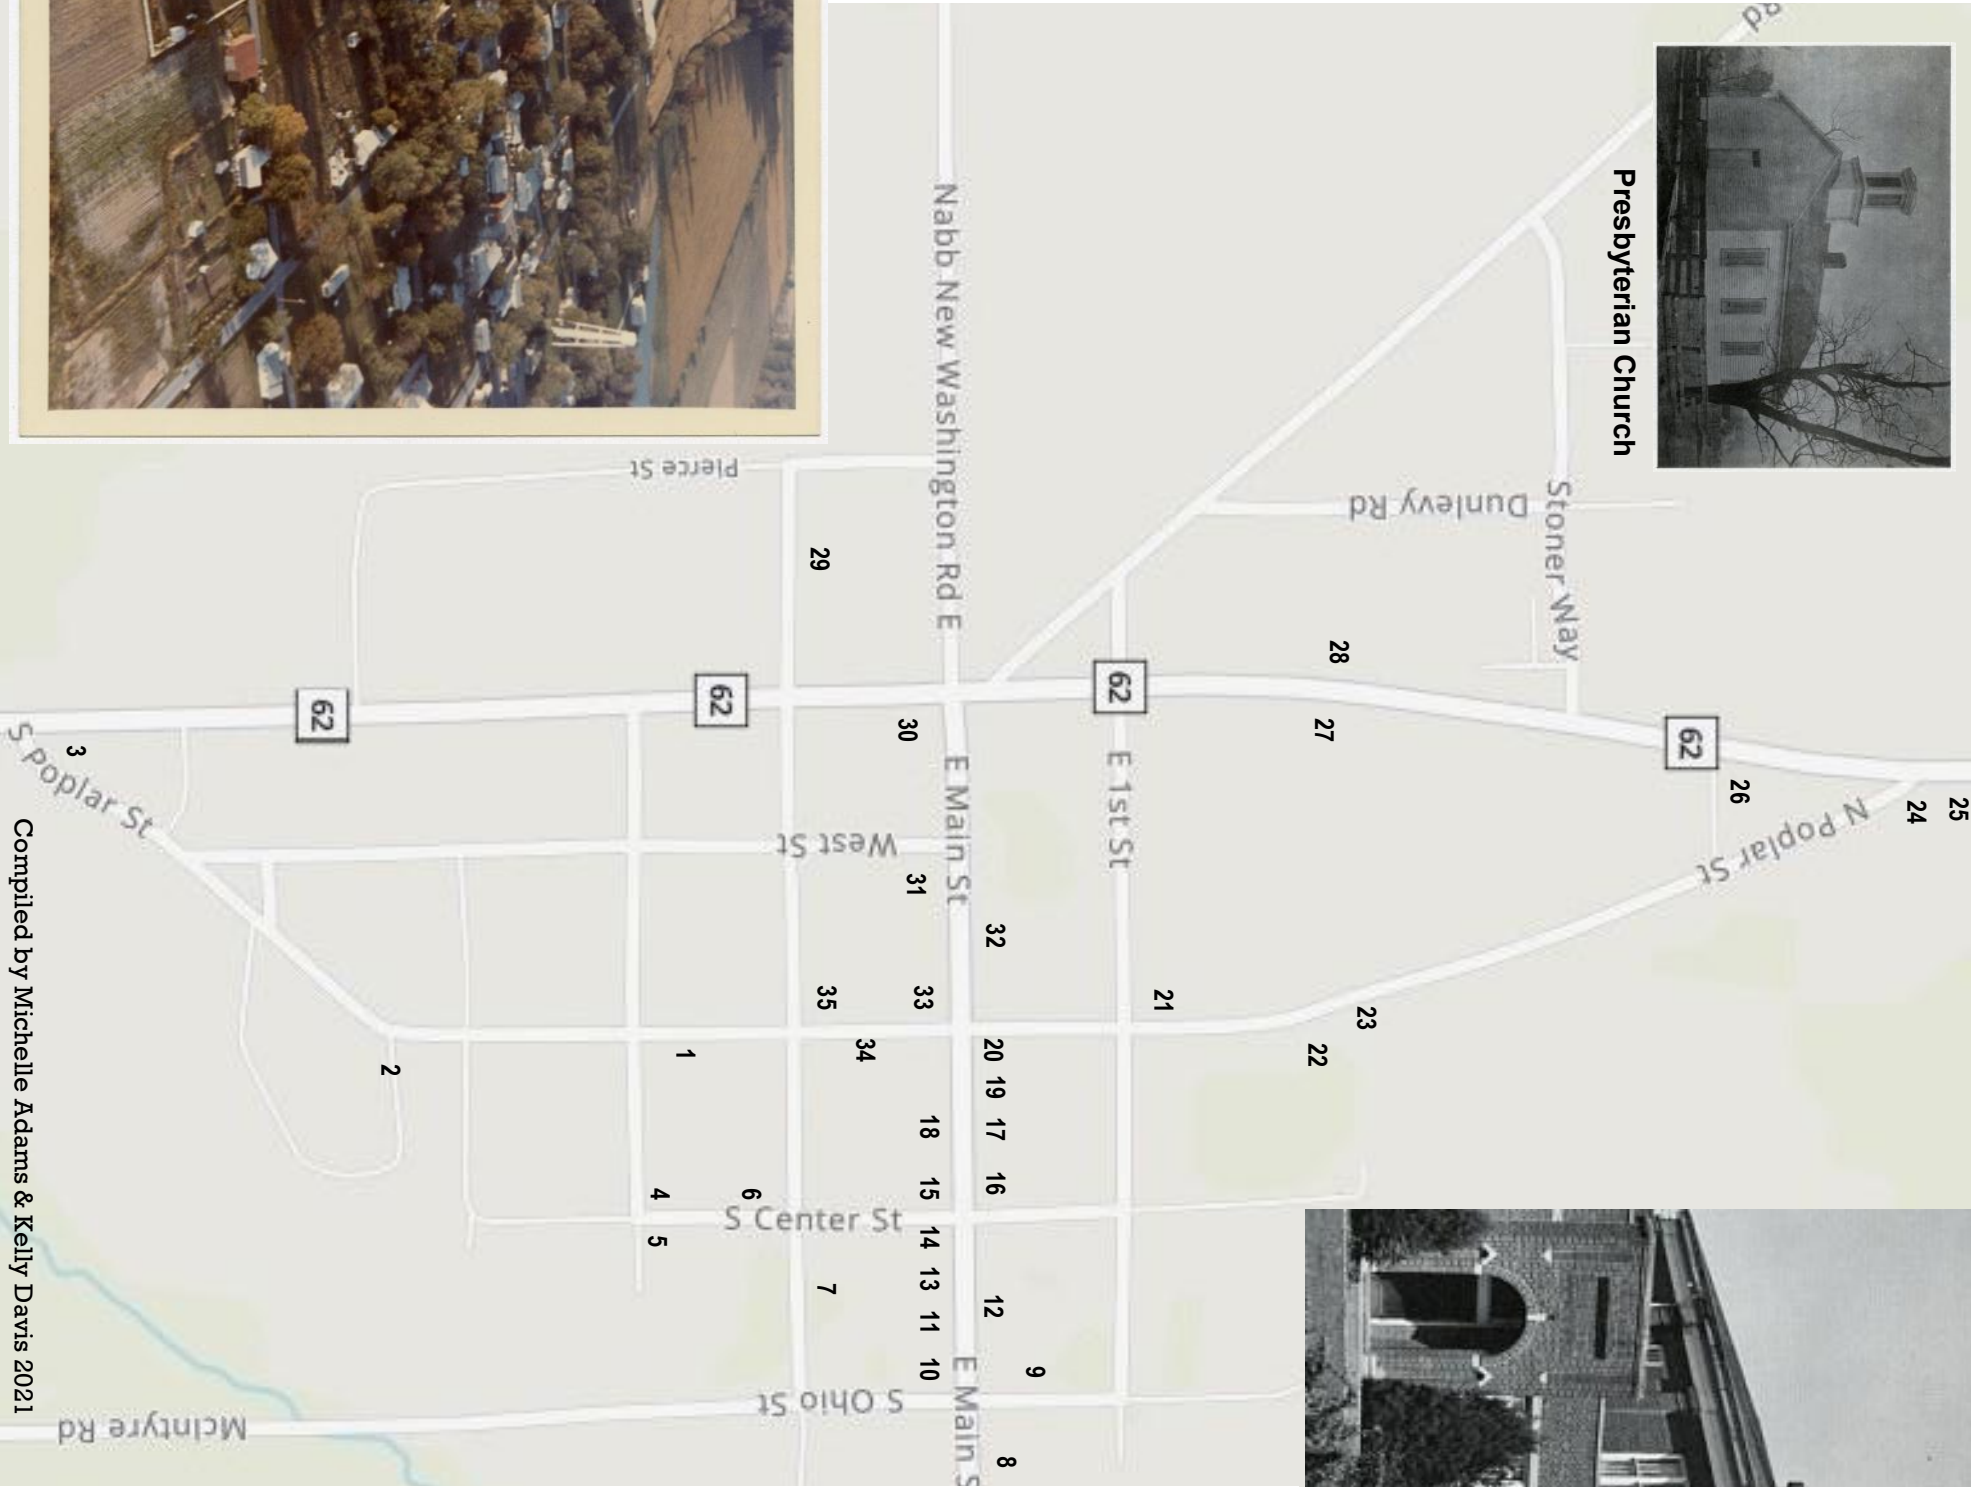 Presbyterian Church
Rd
Nabb New Washington Rd E
Stoner Way
Dunlevy Rd
Pierce St
62
62
62
62
E Main St
E 1st St
West St
N Poplar St
S Poplar St
S Center St
S Ohio St
McIntyre Rd
E Main S
1
2
3
4
5
6
7
8
9
10
11
12
13
14
15
16
17
18
19
20
21
22
23
24
25
26
27
28
29
30
31
32
33
34
35
Compiled by Michelle Adams & Kelly Davis 2021